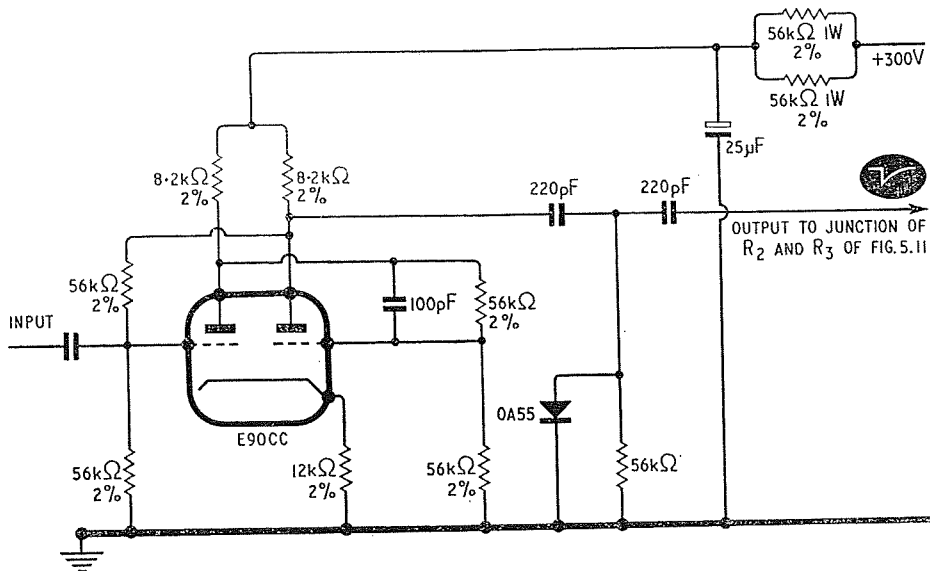 56kΩ 1W
2%
+300V
56kΩ 1W
2%
25µF
8·2kΩ
2%
8·2kΩ
2%
220pF
220pF
OUTPUT TO JUNCTION OF
R2 AND R3 OF FIG.5.11
56kΩ
2%
100pF
56kΩ
2%
INPUT
OA55
E90CC
56kΩ
2%
12kΩ
2%
56kΩ
2%
56kΩ